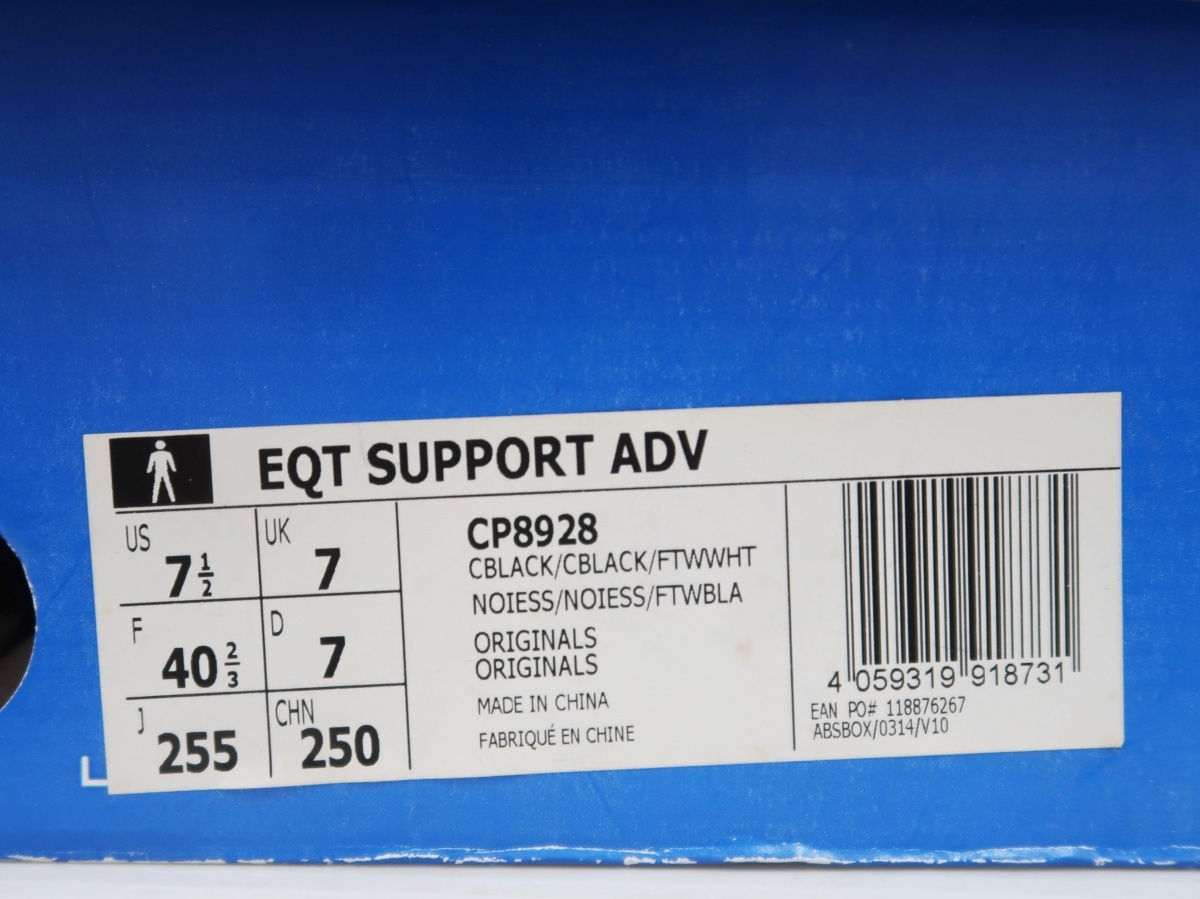 EQT SUPPORT ADV
US 7 1/2
UK 7
F 40 2/3
D 7
J 255
CHN 250
CP8928
CBLACK/CBLACK/FTWWHT
NOIESS/NOIESS/FTWBLA
ORIGINALS
ORIGINALS
MADE IN CHINA
FABRIQUÉ EN CHINE
4 059319 918731
EAN PO# 118876267
ABSBOX/0314/V10